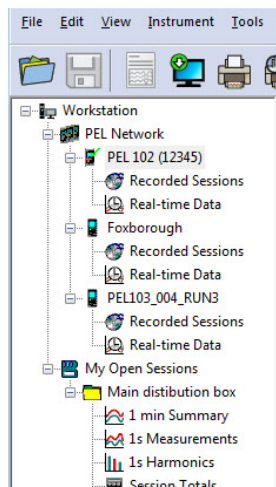 File Edit View Instrument Tools
Workstation
PEL Network
PEL 102 (12345)
Recorded Sessions
Real-time Data
Foxborough
Recorded Sessions
Real-time Data
PEL103_004_RUN3
Recorded Sessions
Real-time Data
My Open Sessions
Main distibution box
1 min Summary
1s Measurements
1s Harmonics
Session Totals